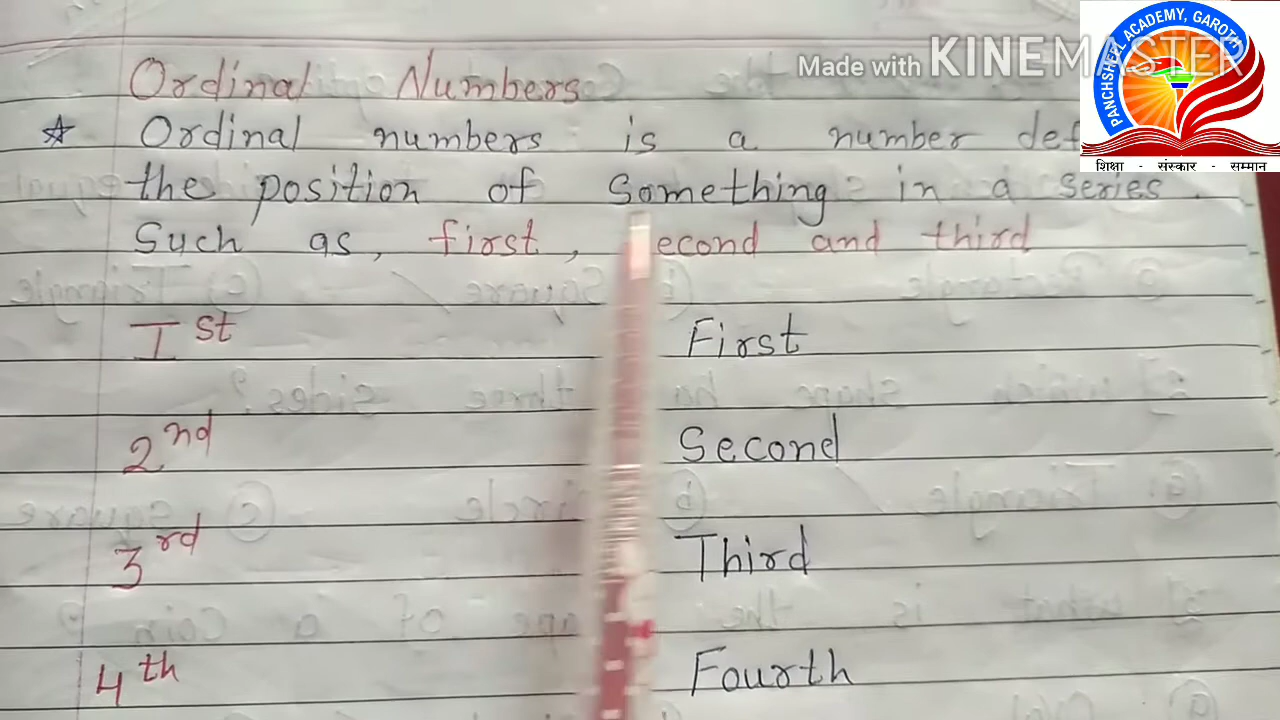 Made with KINEMASTER
PANCHSHEEL ACADEMY, GAROTH
शिक्षा - संस्कार - सम्मान
Ordinal Numbers
☆ Ordinal numbers is a number def
the position of Something in a series.
Such as, first, econd and third
Ist First
2nd Second
3rd Third
4th Fourth